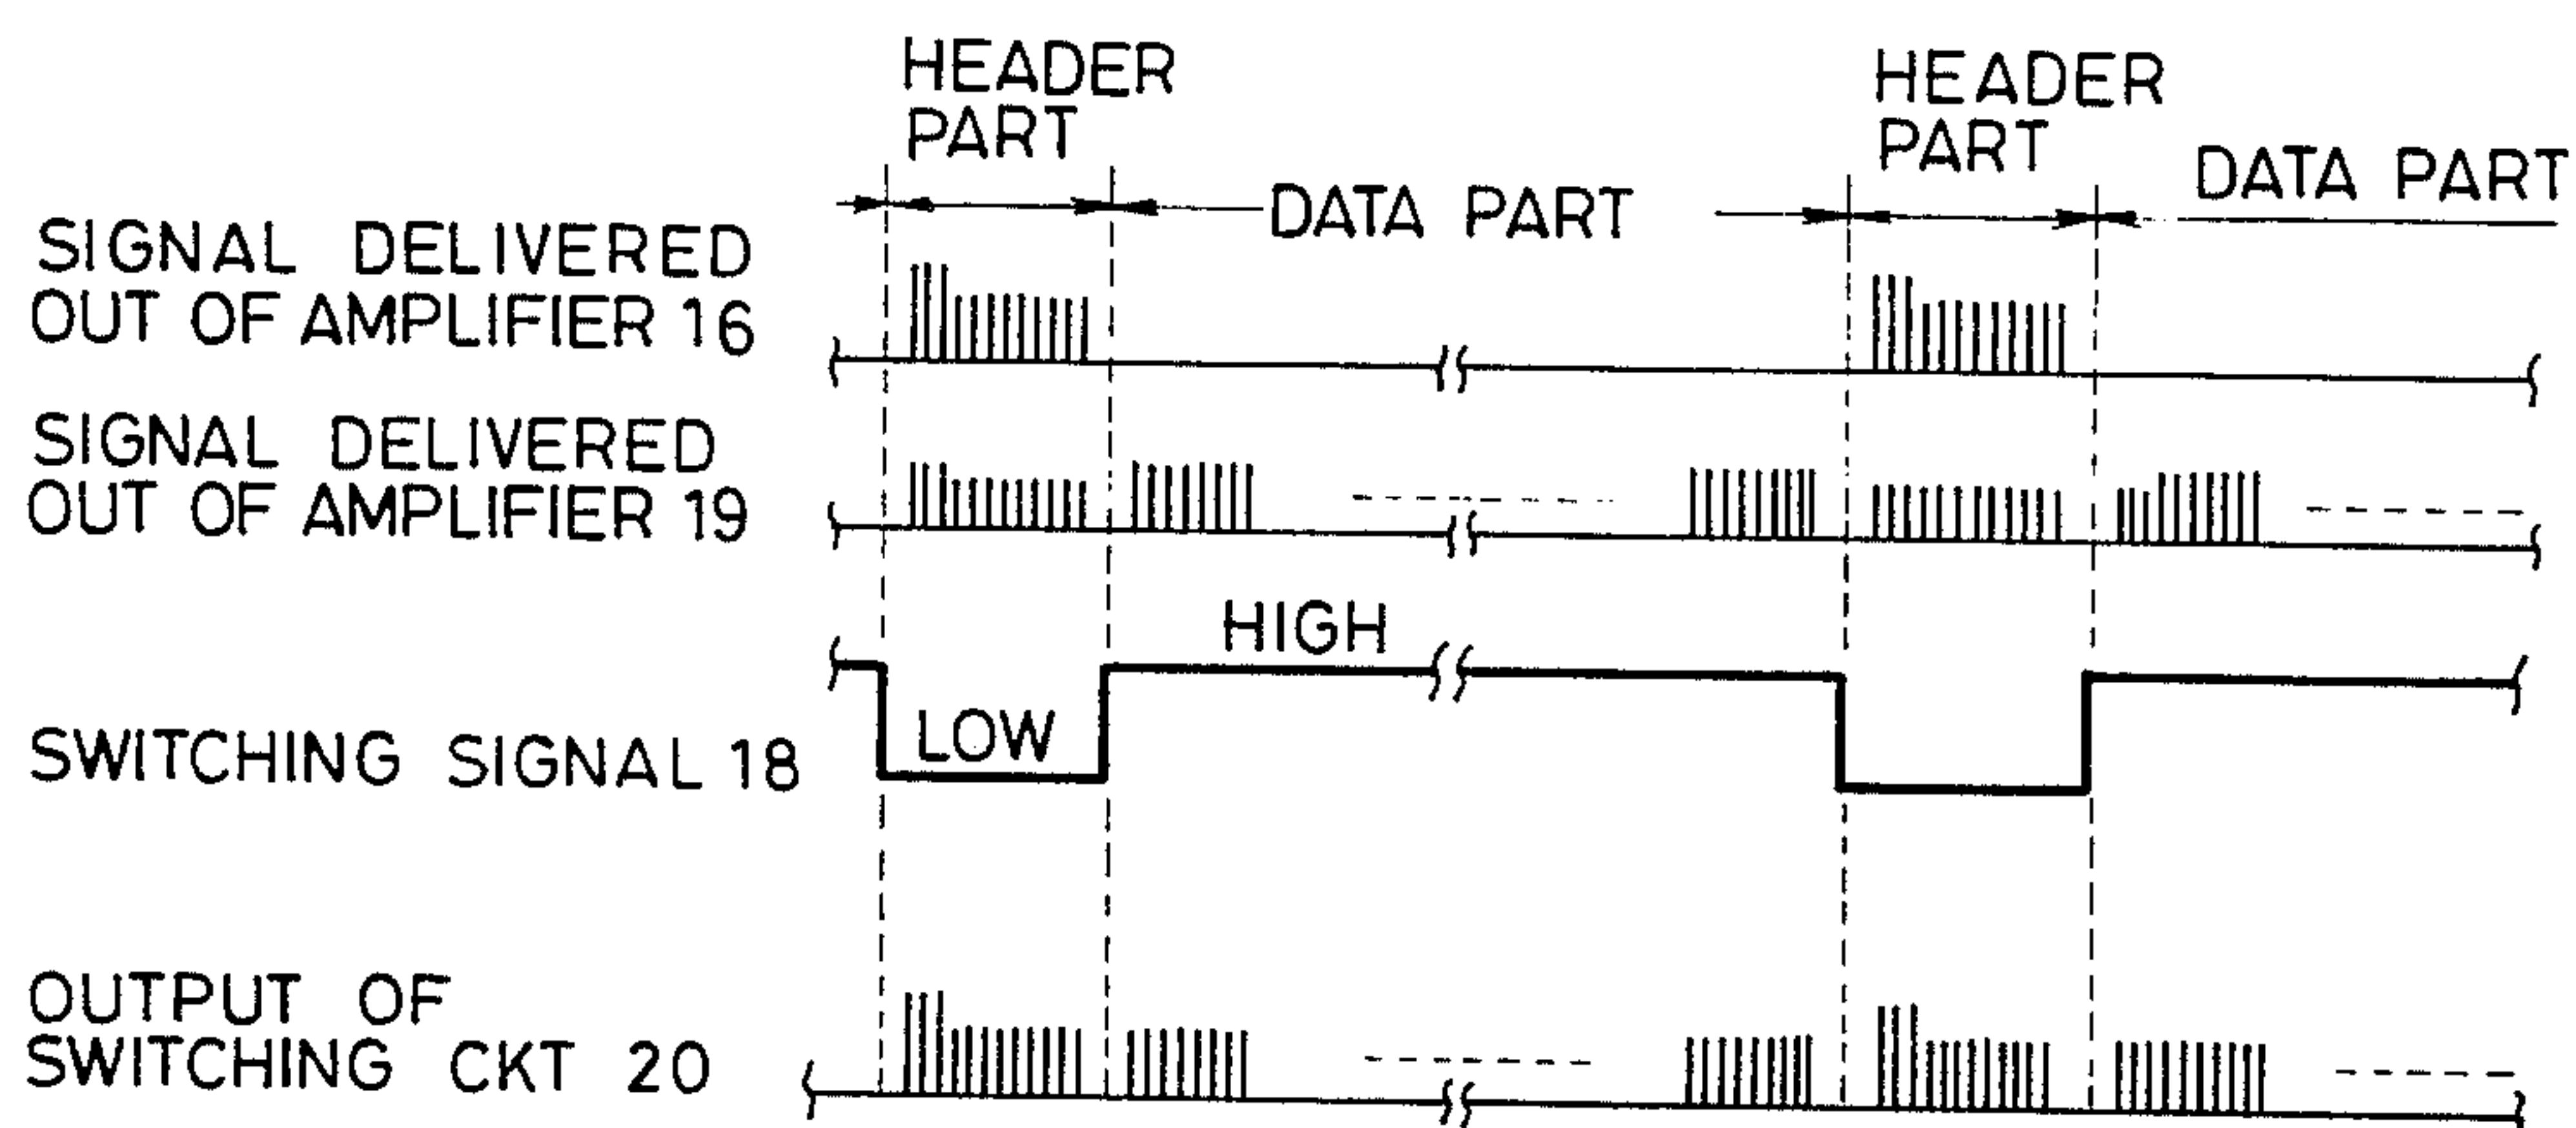 HEADER
PART
DATA PART
HEADER
PART
DATA PART
SIGNAL DELIVERED
OUT OF AMPLIFIER 16
SIGNAL DELIVERED
OUT OF AMPLIFIER 19
HIGH
LOW
SWITCHING SIGNAL 18
OUTPUT OF
SWITCHING CKT 20